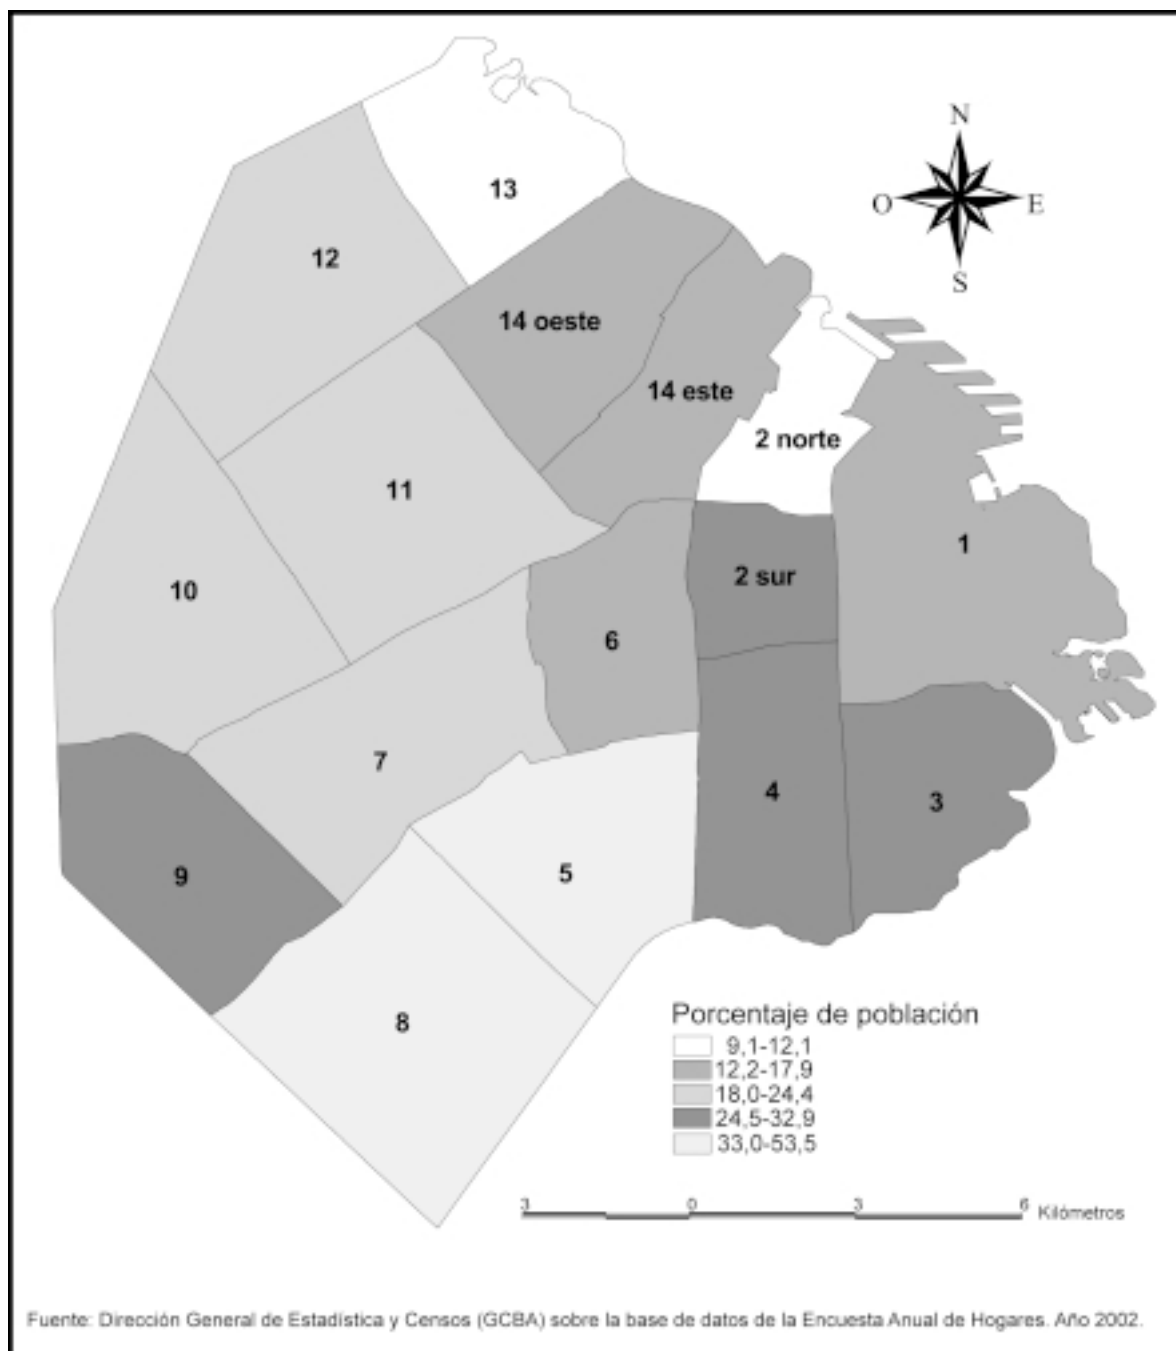 N
O E
S
13
12
14 oeste
14 este
2 norte
11
1
2 sur
10
6
7
4
3
9
5
8
Porcentaje de población
9,1-12,1
12,2-17,9
18,0-24,4
24,5-32,9
33,0-53,5
3 0 3 6 Kilómetros
Fuente: Dirección General de Estadística y Censos (GCBA) sobre la base de datos de la Encuesta Anual de Hogares. Año 2002.